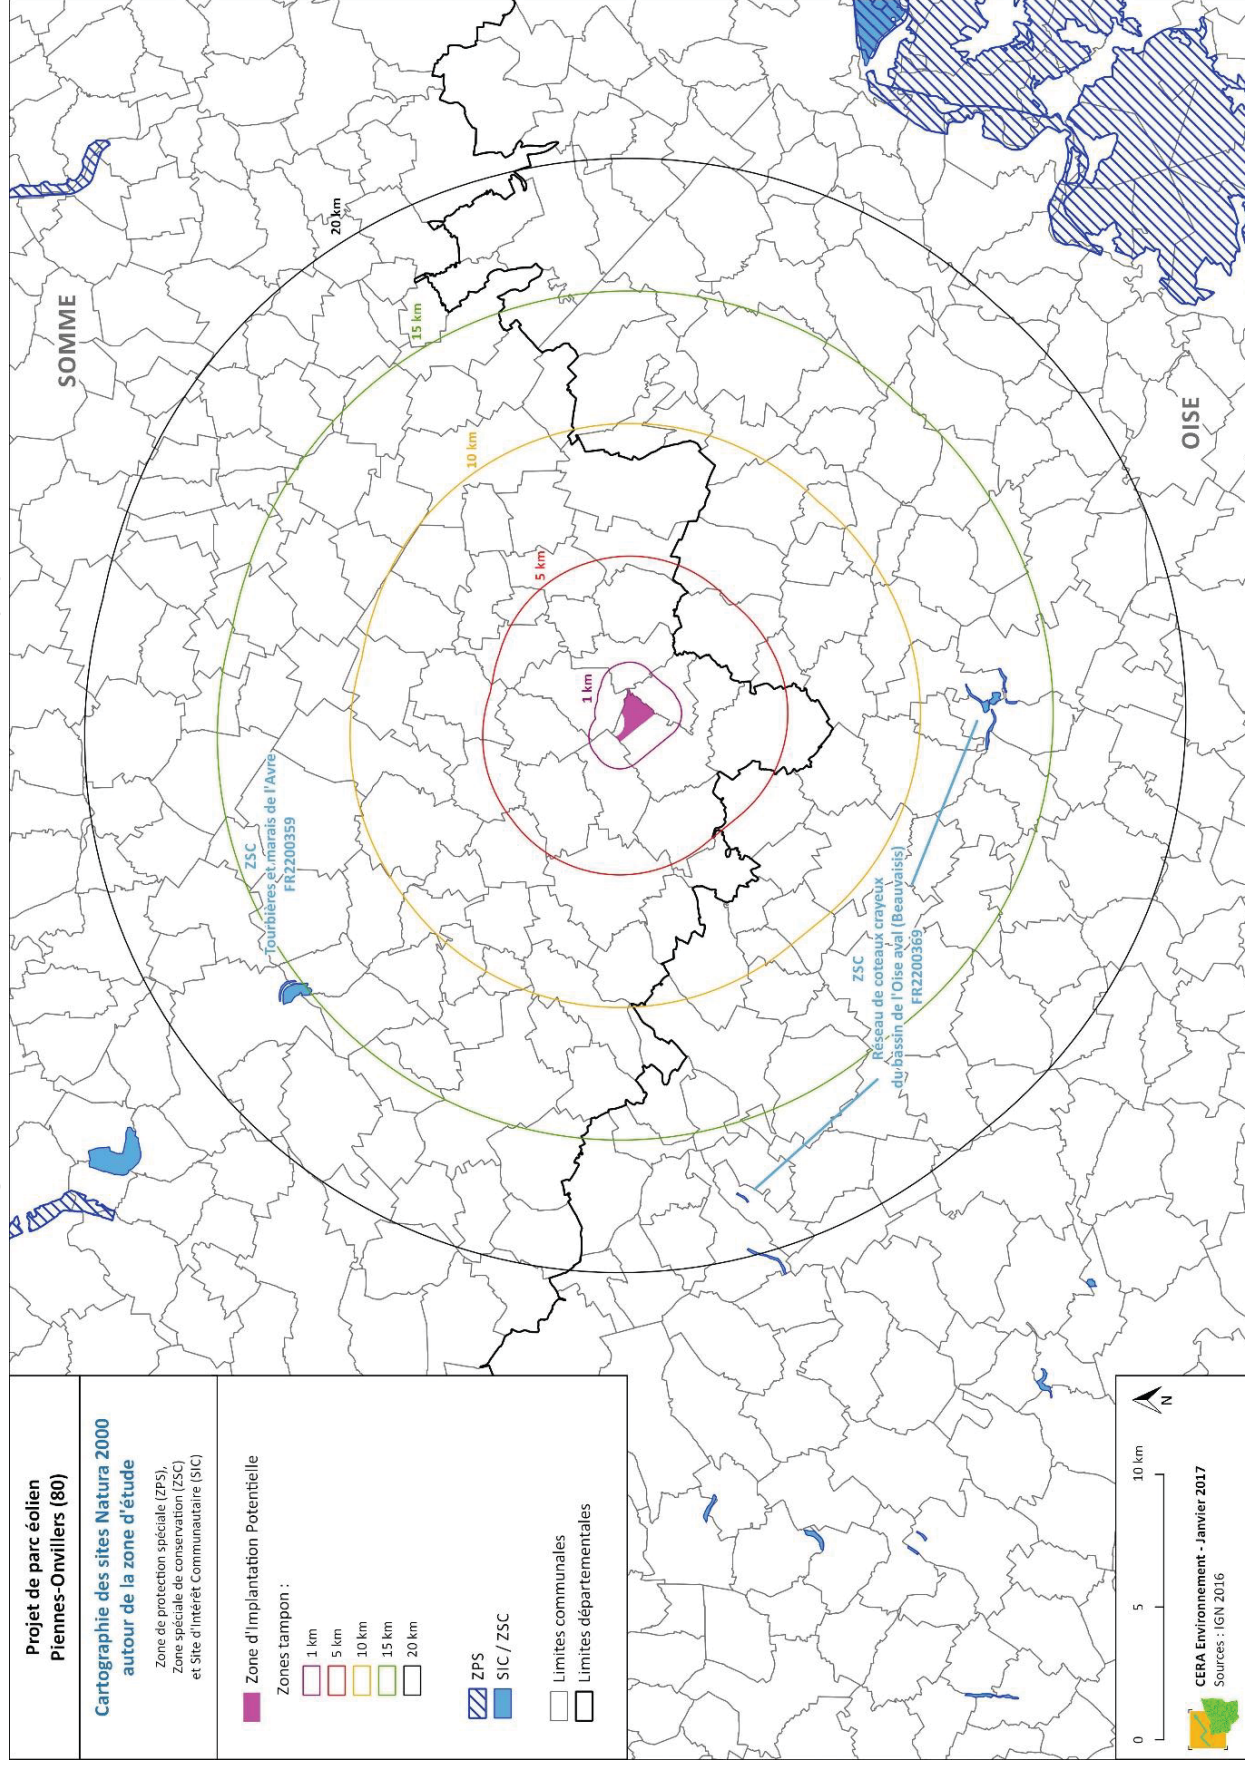 Projet de parc éolien
Piennes-Onvillers (80)
Cartographie des sites Natura 2000
autour de la zone d'étude
Zone de protection spéciale (ZPS),
Zone spéciale de conservation (ZSC)
et Site d'Intérêt Communautaire (SIC)
Zone d'Implantation Potentielle
Zones tampon :
1 km
5 km
10 km
15 km
20 km
ZPS
SIC / ZSC
Limites communales
Limites départementales
0 5 10 km
N
CERA Environnement - Janvier 2017
Sources : IGN 2016
SOMME
20 km
15 km
10 km
5 km
1 km
ZSC
Tourbières et marais de l'Avre
FR2200359
ZSC
Réseau de coteaux crayeux
du bassin de l'Oise aval (Beauvaisis)
FR2200369
OISE